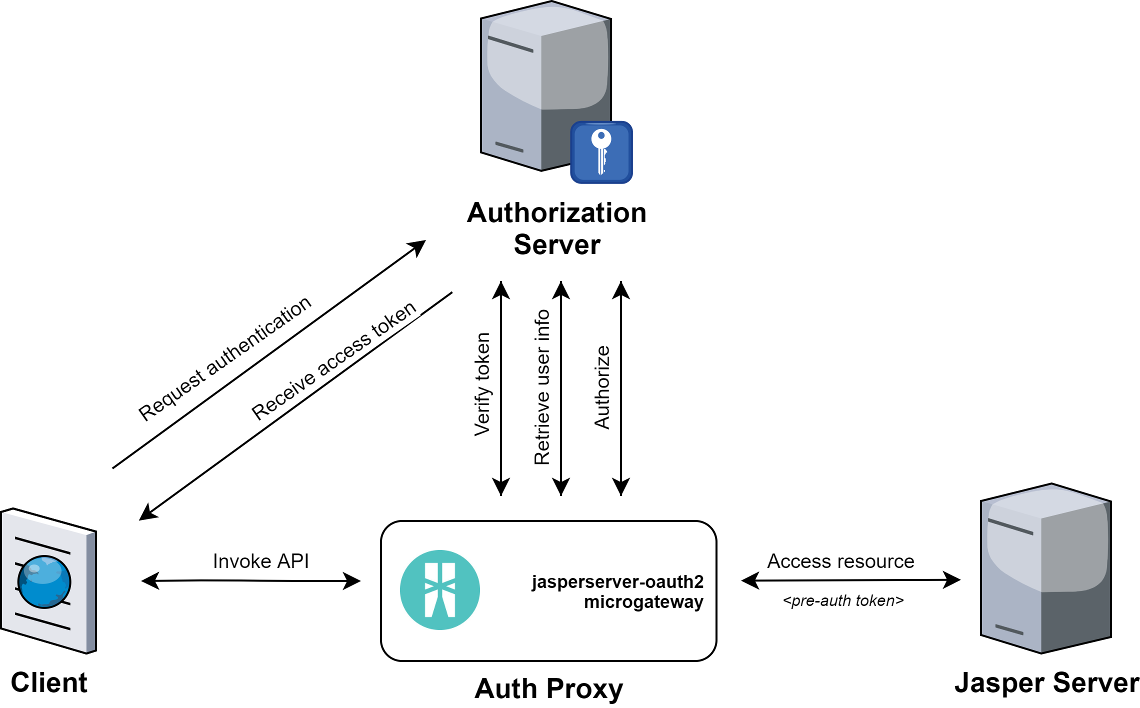 Authorization
Server
Request authentication
Receive access token
Verify token
Retrieve user info
Authorize
Invoke API
jasperserver-oauth2
microgateway
Access resource
<pre-auth token>
Client
Auth Proxy
Jasper Server